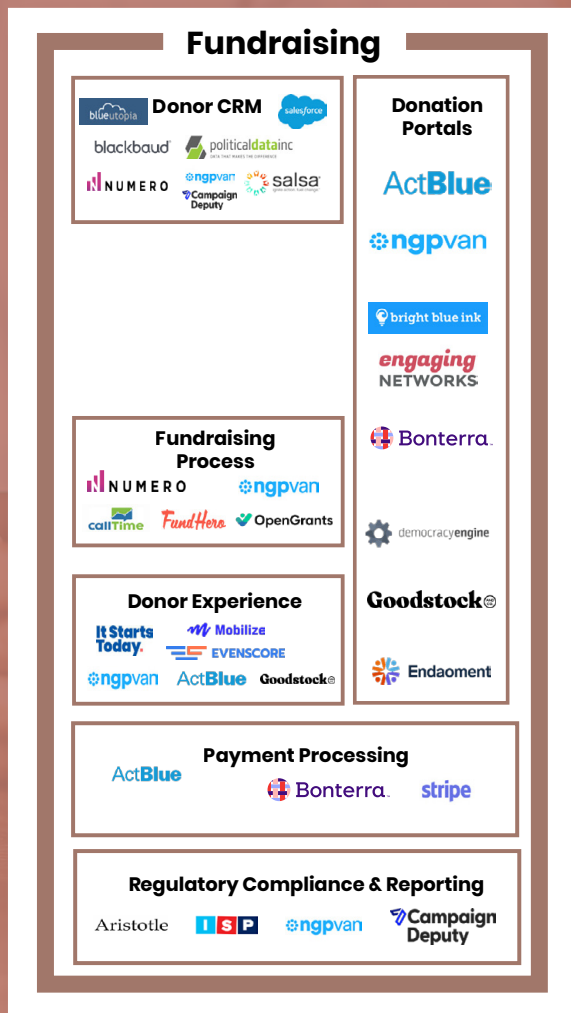 Fundraising
blueutopia
Donor CRM
salesforce
blackbaud
politicaldatainc
DATA THAT MAKES THE DIFFERENCE
NUMERO
ngpvan
Campaign
Deputy
salsa
Donation
Portals
ActBlue
ngpvan
bright blue ink
engaging
NETWORKS
Bonterra
democracyengine
Goodstock
Endaoment
Fundraising
Process
NUMERO
ngpvan
callTime
FundHero
OpenGrants
Donor Experience
It Starts
Today.
Mobilize
EVENSCORE
ngpvan
ActBlue
Goodstock
Payment Processing
ActBlue
Bonterra
stripe
Regulatory Compliance & Reporting
Aristotle
ISP
ngpvan
Campaign
Deputy